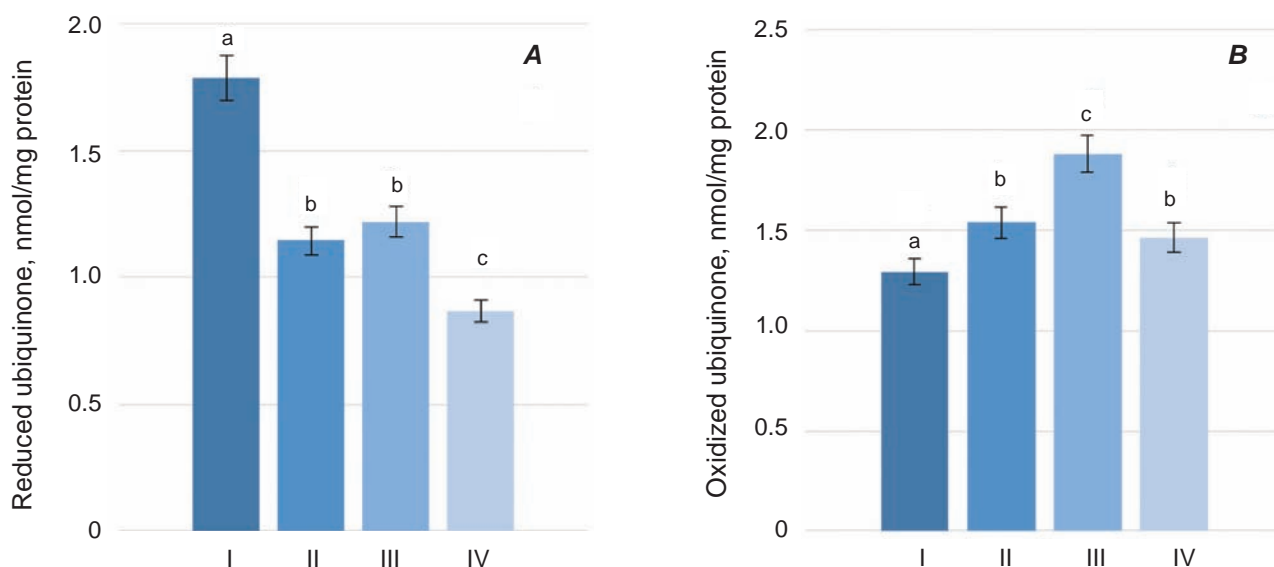 Reduced ubiquinone, nmol/mg protein
2.0
1.5
1.0
0.5
0
a
b
b
c
A
I II III IV
Oxidized ubiquinone, nmol/mg protein
2.5
2.0
1.5
1.0
0.5
0
a
b
c
b
B
I II III IV